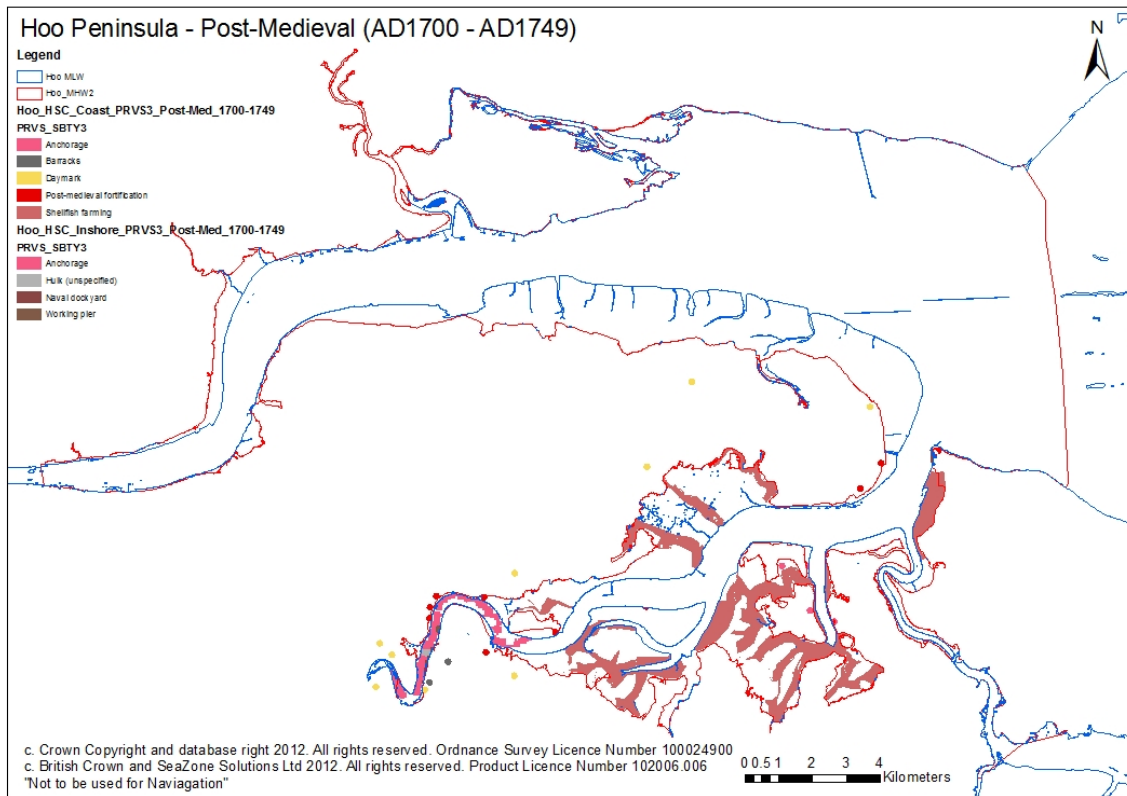 Hoo Peninsula - Post-Medieval (AD1700 - AD1749)
N
Legend
Hoo MLW
Hoo_MHW2
Hoo_HSC_Coast_PRVS3_Post-Med_1700-1749
PRVS_SBTY3
Anchorage
Barracks
Daymark
Post-medieval fortification
Shellfish farming
Hoo_HSC_Inshore_PRVS3_Post-Med_1700-1749
PRVS_SBTY3
Anchorage
Hulk (unspecified)
Naval dockyard
Working pier
c. Crown Copyright and database right 2012. All rights reserved. Ordnance Survey Licence Number 100024900
c. British Crown and SeaZone Solutions Ltd 2012. All rights reserved. Product Licence Number 102006.006
"Not to be used for Naviagation"
0 0.5 1 2 3 4
Kilometers